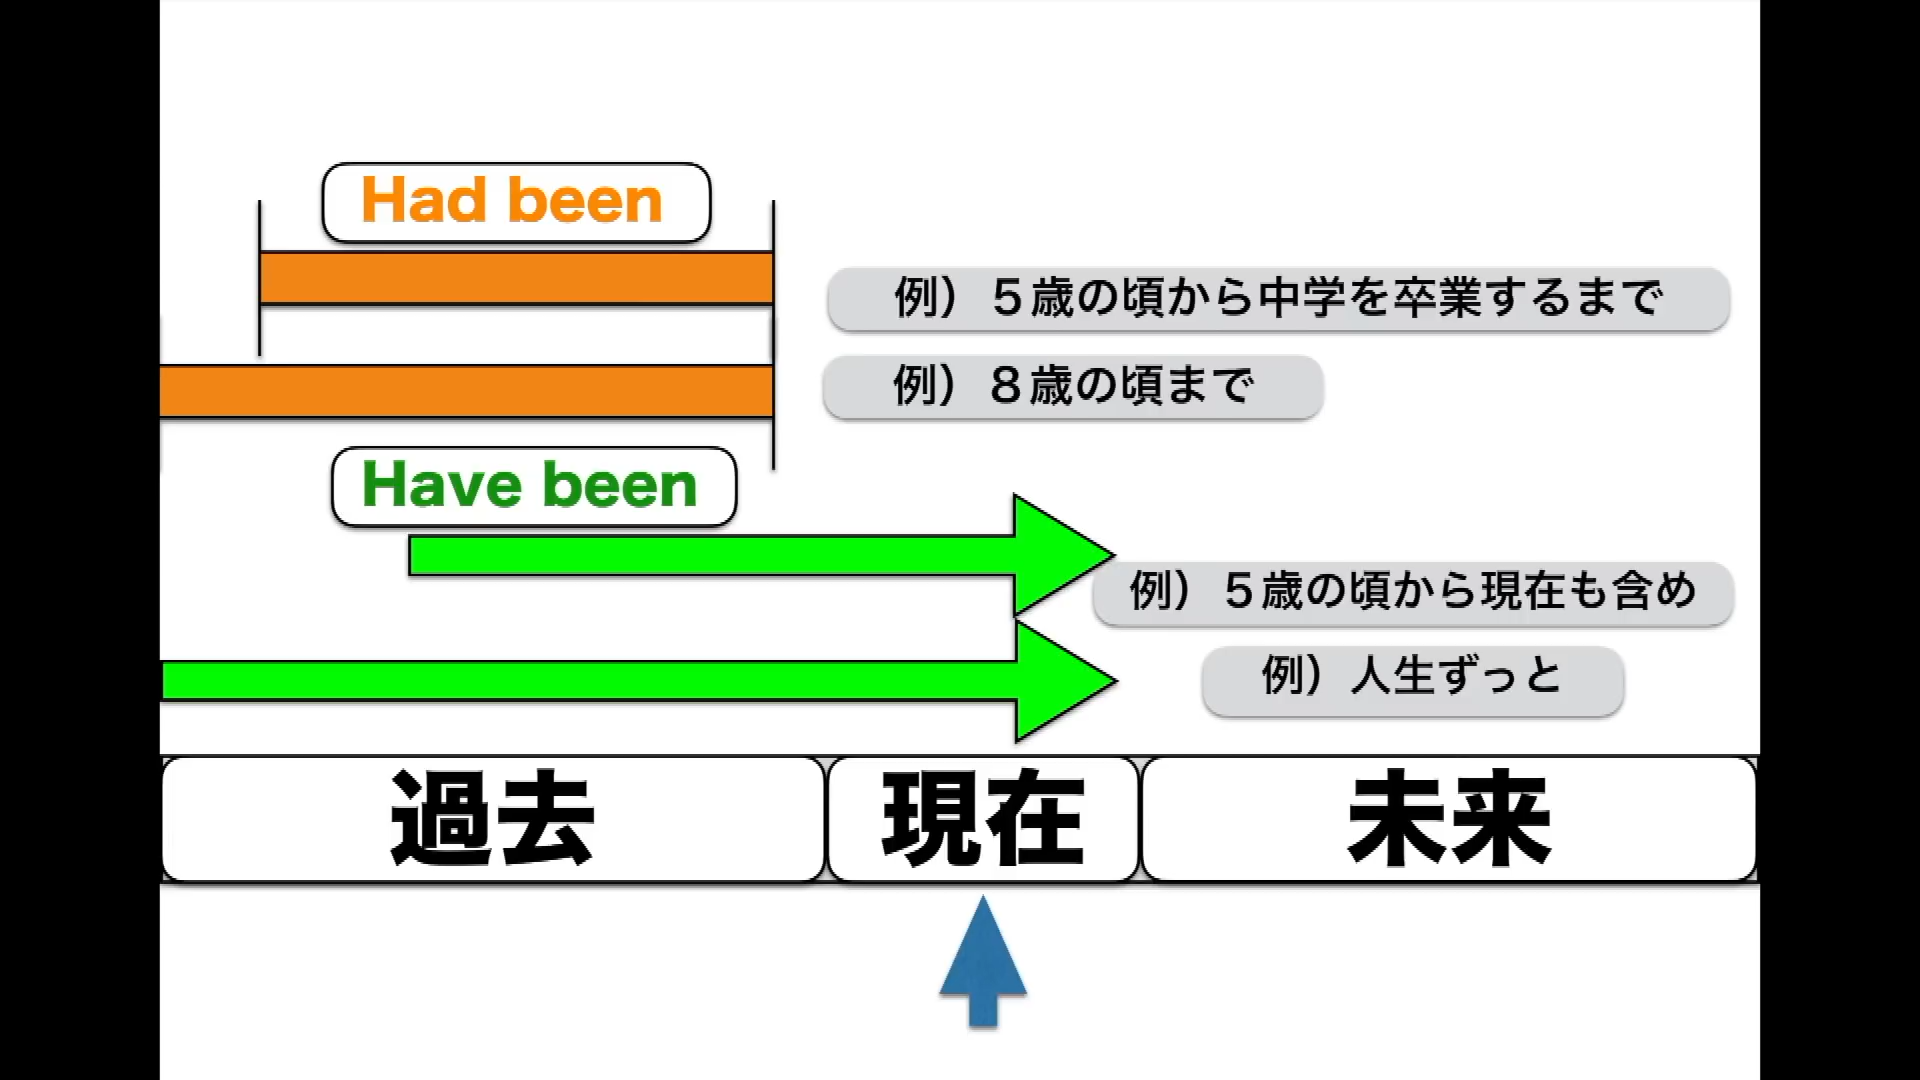 Had been
例）５歳の頃から中学を卒業するまで
例）８歳の頃まで
Have been
例）５歳の頃から現在も含め
例）人生ずっと
過去
現在
未来